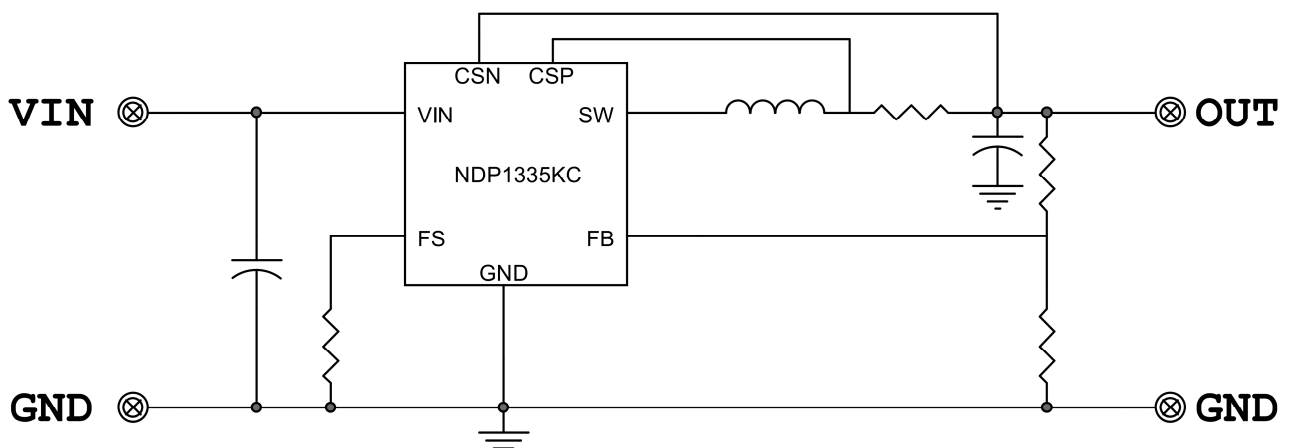 CSN CSP
VIN VIN SW OUT
NDP1335KC
FS FB
GND
GND GND